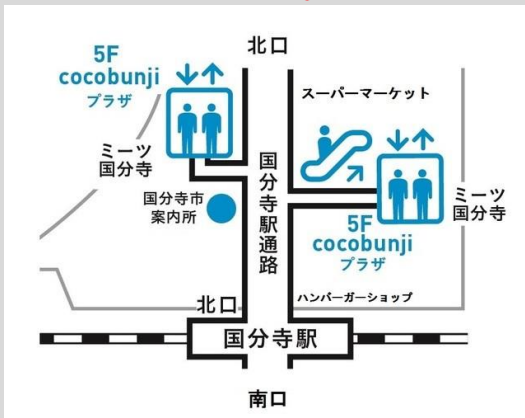 北口
5F
cocobunji
プラザ
スーパーマーケット
ミーツ
国分寺
国分寺駅通路
国分寺市
案内所
ミーツ
国分寺
5F
cocobunji
プラザ
北口
ハンバーガーショップ
国分寺駅
南口